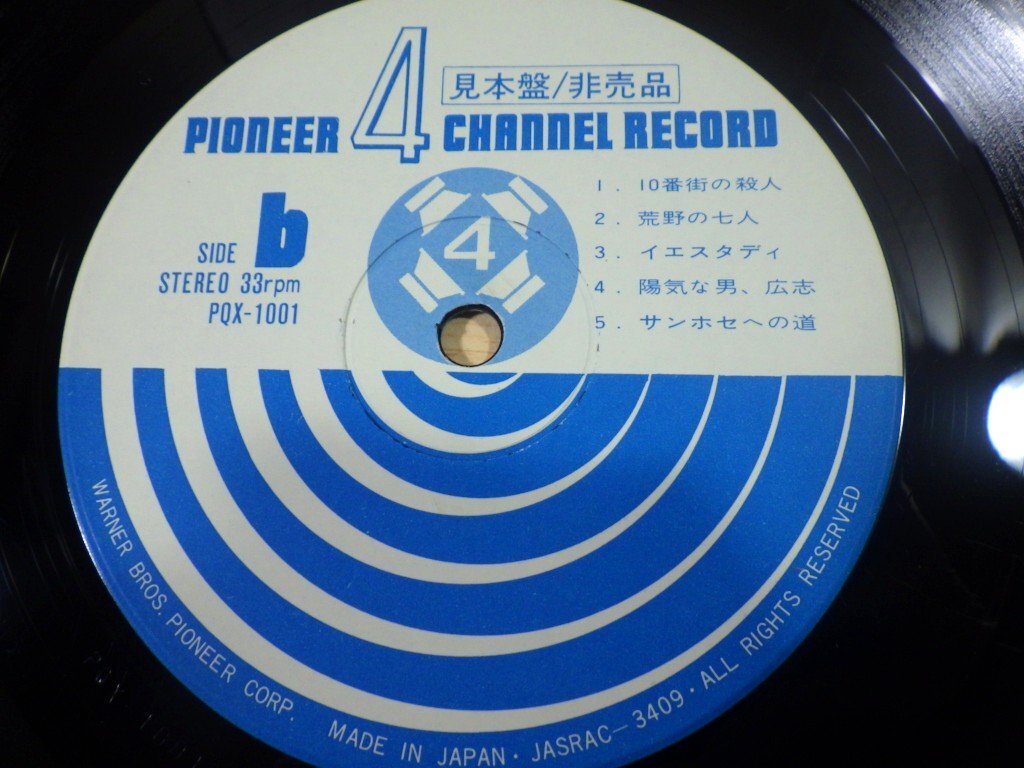 見本盤/非売品
PIONEER 4 CHANNEL RECORD
4
SIDE b
STEREO 33rpm
PQX-1001
1. 10番街の殺人
2. 荒野の七人
3. イエスタディ
4. 陽気な男、広志
5. サンホセへの道
WARNER BROS. PIONEER CORP. MADE IN JAPAN・JASRAC-3409・ALL RIGHTS RESERVED